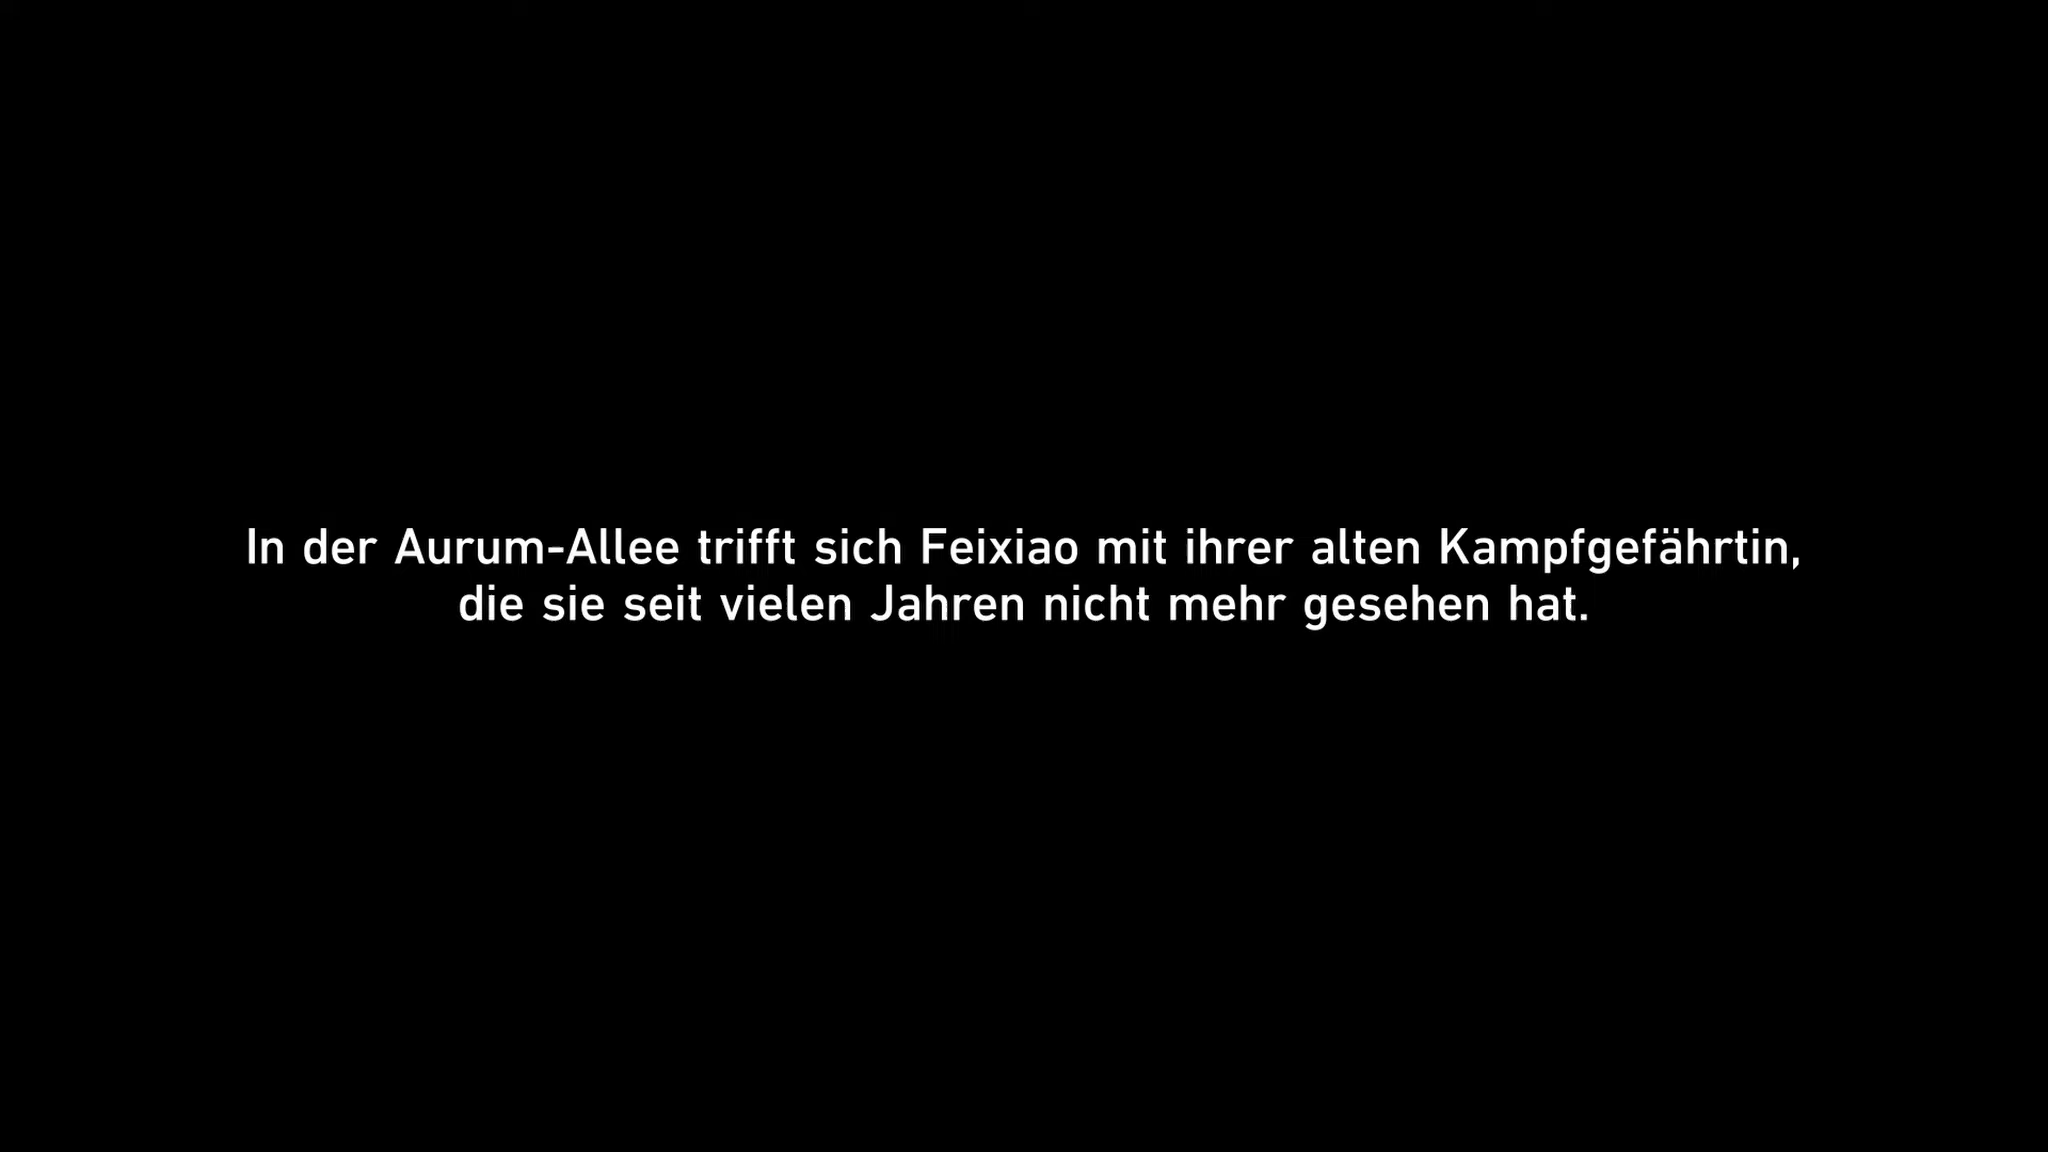 In der Aurum-Allee trifft sich Feixiao mit ihrer alten Kampfgefährtin,
die sie seit vielen Jahren nicht mehr gesehen hat.